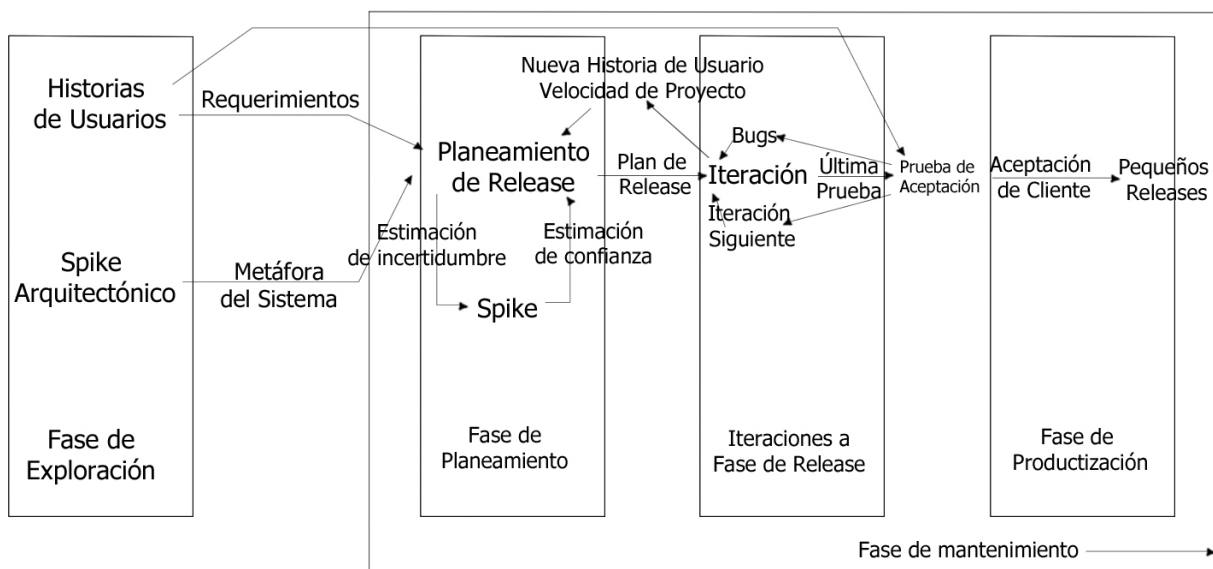 Historias
de Usuarios
Requerimientos
Spike
Arquitectónico
Metáfora
del Sistema
Fase de
Exploración
Nueva Historia de Usuario
Velocidad de Proyecto
Planeamiento
de Release
Estimación
de incertidumbre
Estimación
de confianza
Spike
Fase de
Planeamiento
Plan de
Release
Bugs
Iteración
Iteración
Siguiente
Última
Prueba
Iteraciones a
Fase de Release
Prueba de
Aceptación
Aceptación
de Cliente
Pequeños
Releases
Fase de
Productización
Fase de mantenimiento